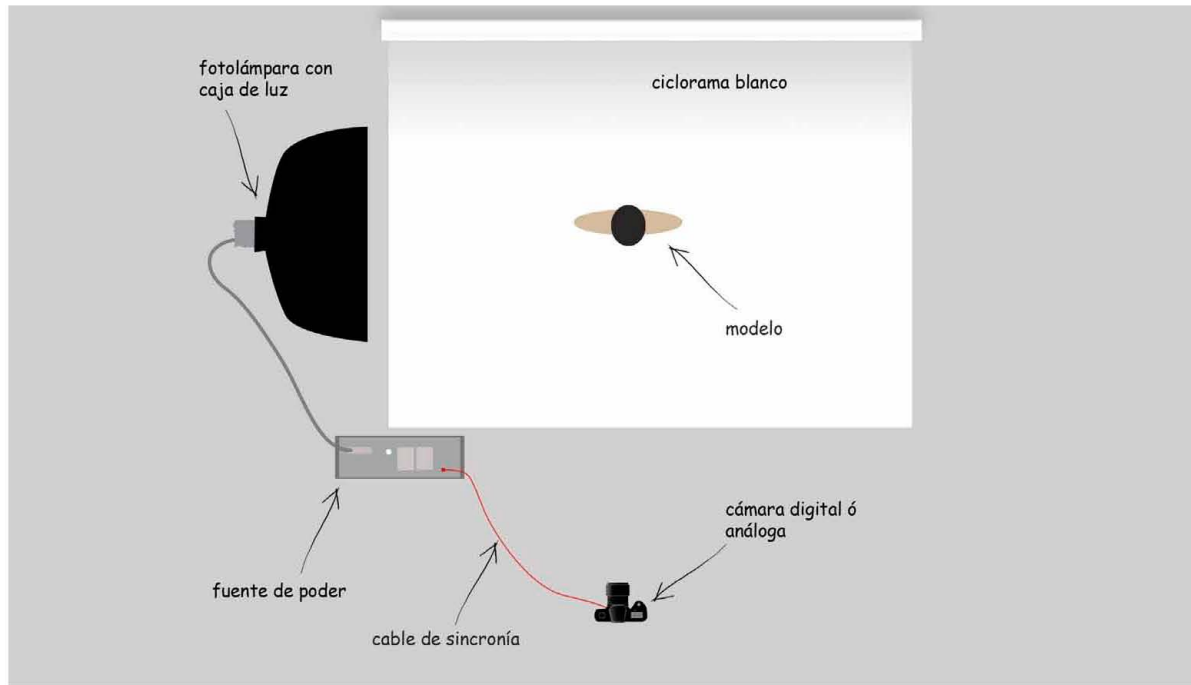 fotolámpara con
caja de luz
ciclorama blanco
modelo
cámara digital ó
análoga
fuente de poder
cable de sincronía